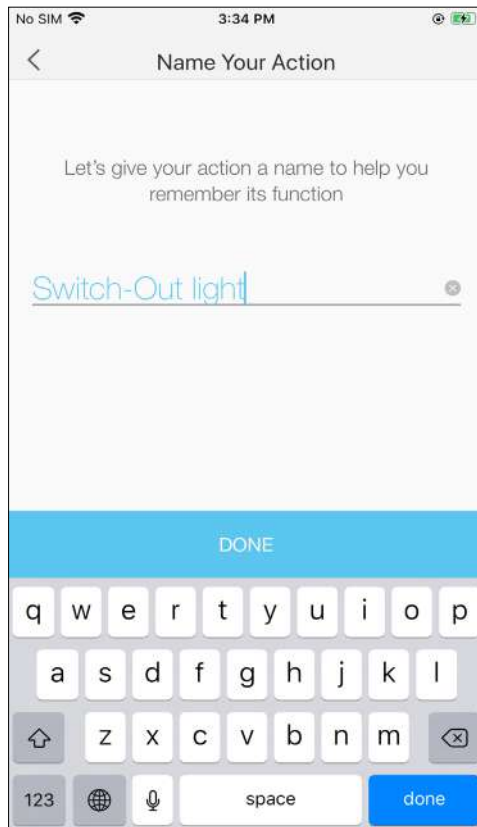 No SIM 3:34 PM
Name Your Action
Let's give your action a name to help you
remember its function
Switch-Out light
DONE
q w e r t y u i o p
a s d f g h j k l
z x c v b n m
123 space done